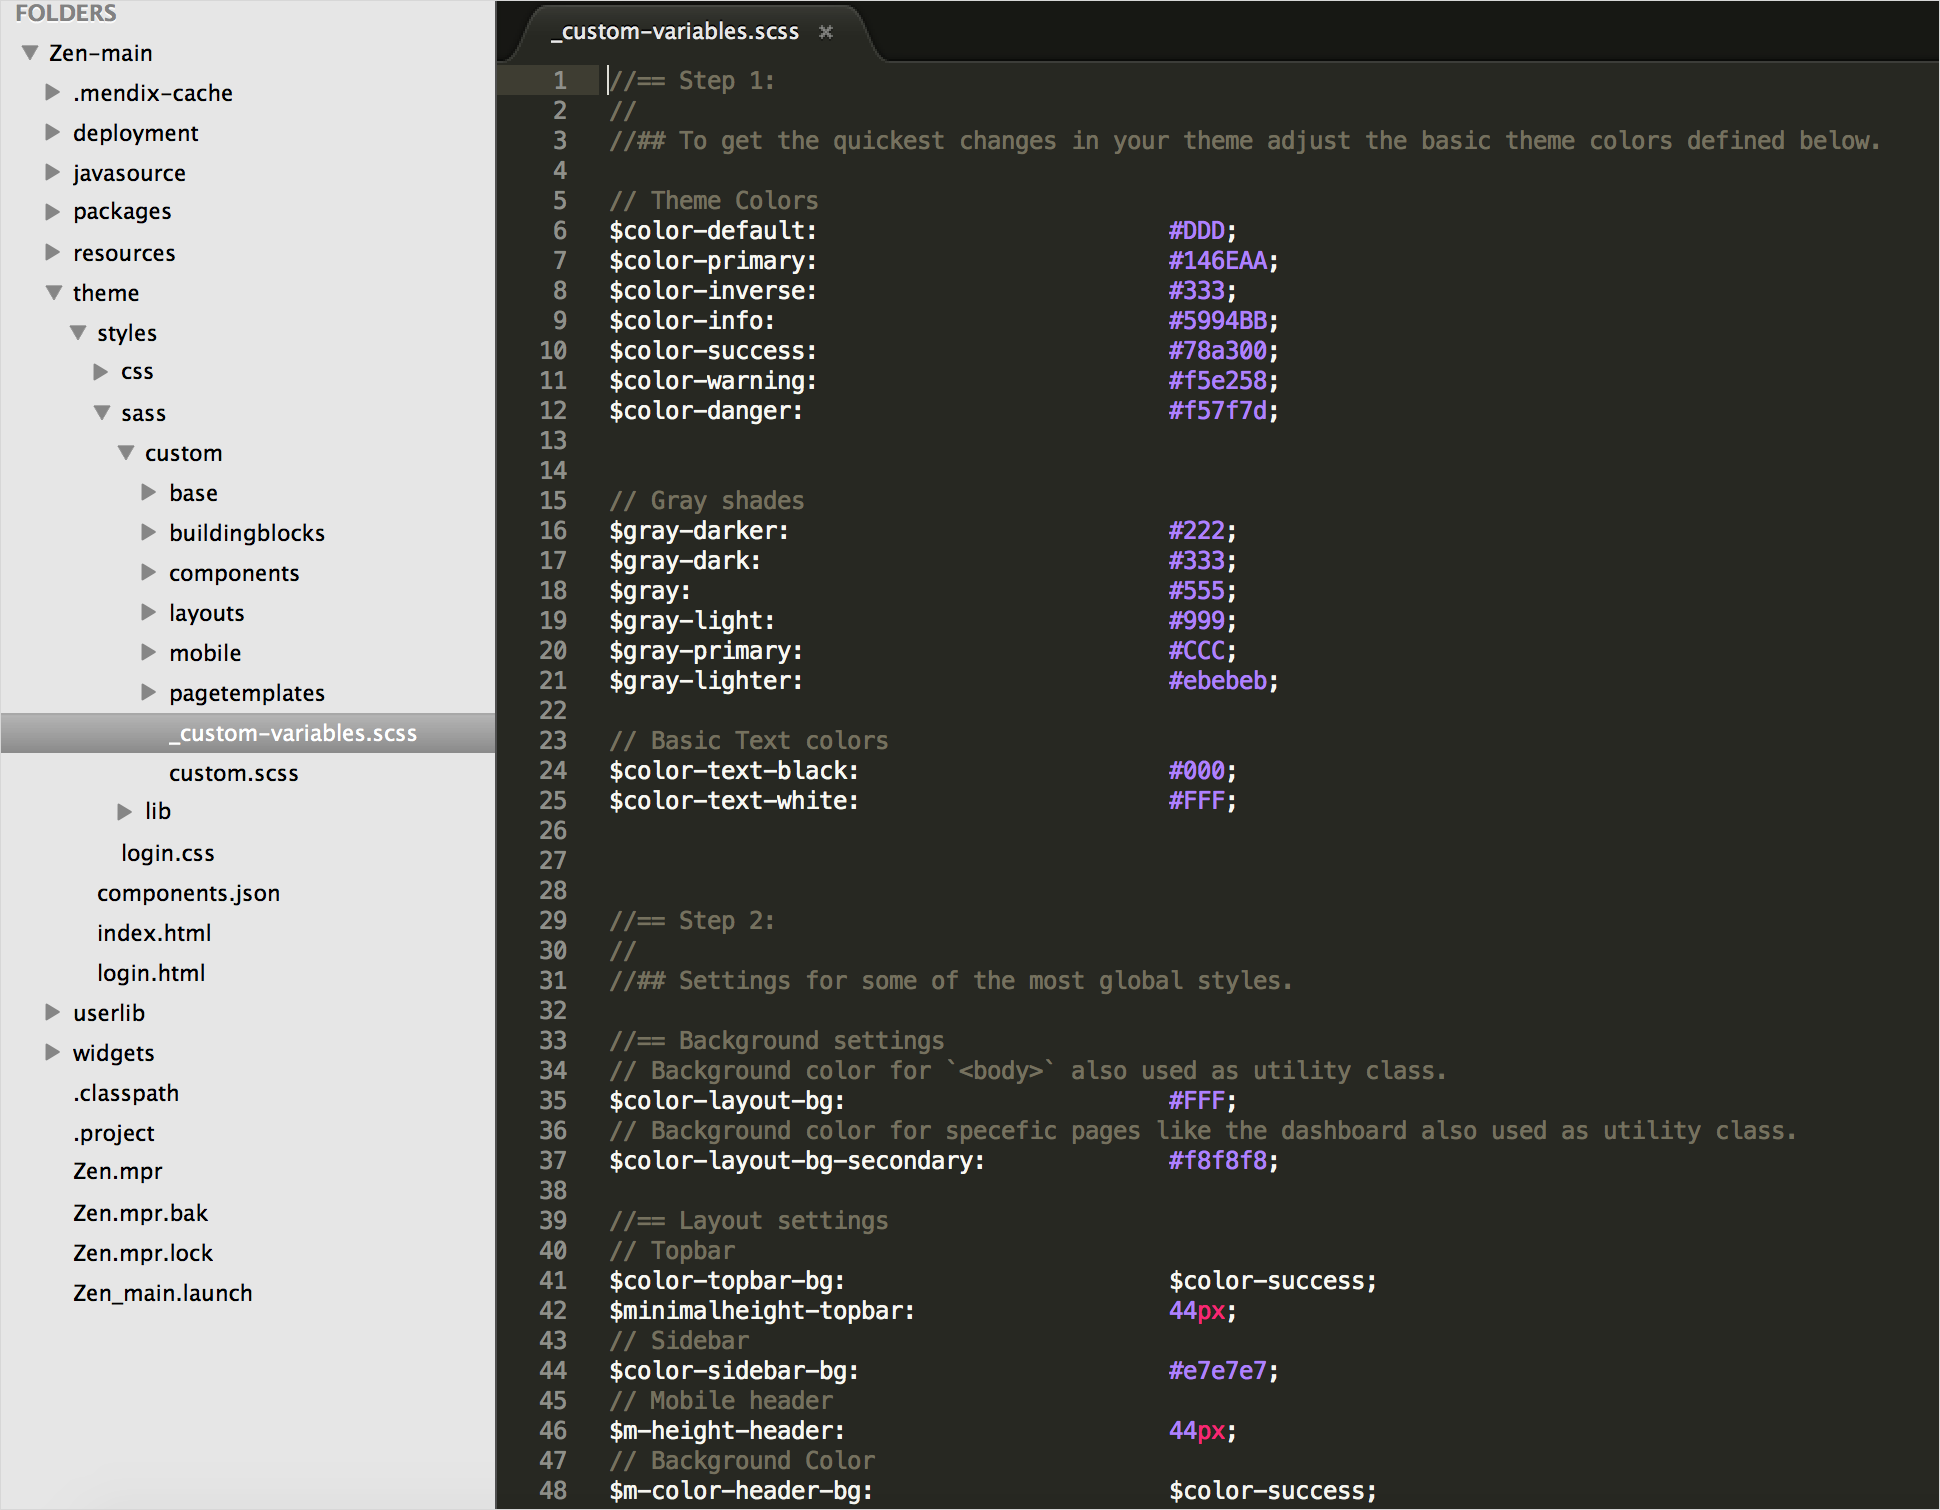 FOLDERS
Zen-main
.mendix-cache
deployment
javasource
packages
resources
theme
styles
css
sass
custom
base
buildingblocks
components
layouts
mobile
pagetemplates
_custom-variables.scss
custom.scss
lib
login.css
components.json
index.html
login.html
userlib
widgets
.classpath
.project
Zen.mpr
Zen.mpr.bak
Zen.mpr.lock
Zen_main.launch
_custom-variables.scss ×
1 //== Step 1:
2 //
3 //## To get the quickest changes in your theme adjust the basic theme colors defined below.
4
5 // Theme Colors
6 $color-default: #DDD;
7 $color-primary: #146EAA;
8 $color-inverse: #333;
9 $color-info: #5994BB;
10 $color-success: #78a300;
11 $color-warning: #f5e258;
12 $color-danger: #f57f7d;
13
14
15 // Gray shades
16 $gray-darker: #222;
17 $gray-dark: #333;
18 $gray: #555;
19 $gray-light: #999;
20 $gray-primary: #CCC;
21 $gray-lighter: #ebebeb;
22
23 // Basic Text colors
24 $color-text-black: #000;
25 $color-text-white: #FFF;
26
27
28
29 //== Step 2:
30 //
31 //## Settings for some of the most global styles.
32
33 //== Background settings
34 // Background color for `<body>` also used as utility class.
35 $color-layout-bg: #FFF;
36 // Background color for specefic pages like the dashboard also used as utility class.
37 $color-layout-bg-secondary: #f8f8f8;
38
39 //== Layout settings
40 // Topbar
41 $color-topbar-bg: $color-success;
42 $minimalheight-topbar: 44px;
43 // Sidebar
44 $color-sidebar-bg: #e7e7e7;
45 // Mobile header
46 $m-height-header: 44px;
47 // Background Color
48 $m-color-header-bg: $color-success;